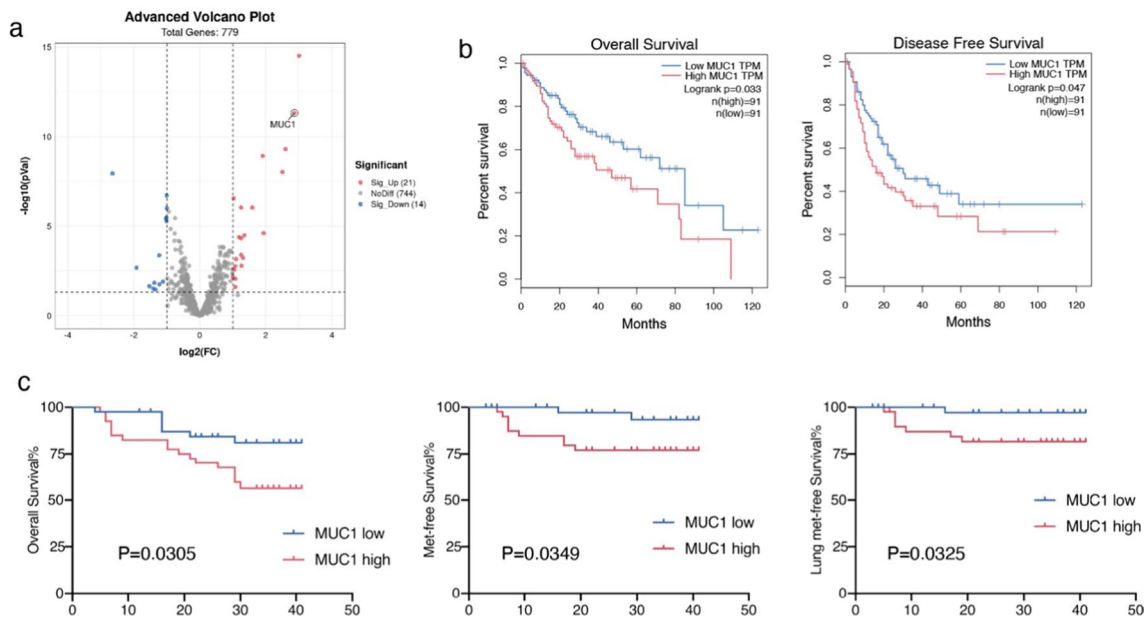 a
Advanced Volcano Plot
Total Genes: 779
15
10
5
0
-log10(pVal)
MUC1
-4
-2
0
2
4
log2(FC)
Significant
Sig_Up (21)
NoDiff (744)
Sig_Down (14)
b
Overall Survival
Low MUC1 TPM
High MUC1 TPM
Logrank p=0.033
n(high)=91
n(low)=91
Percent survival
1.0
0.8
0.6
0.4
0.2
0.0
0
20
40
60
80
100
120
Months
Disease Free Survival
Low MUC1 TPM
High MUC1 TPM
Logrank p=0.047
n(high)=91
n(low)=91
Percent survival
1.0
0.8
0.6
0.4
0.2
0.0
0
20
40
60
80
100
120
Months
c
Overall Survival%
100
75
50
25
0
MUC1 low
MUC1 high
P=0.0305
0
10
20
30
40
50
Met-free Survival%
100
75
50
25
0
MUC1 low
MUC1 high
P=0.0349
0
10
20
30
40
50
Lung met-free Survival%
100
75
50
25
0
MUC1 low
MUC1 high
P=0.0325
0
10
20
30
40
50